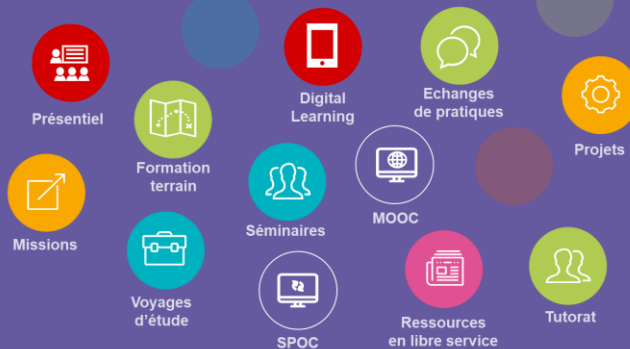 Présentiel
Digital
Learning
Echanges
de pratiques
Projets
Formation
terrain
Missions
Séminaires
MOOC
Voyages
d'étude
SPOC
Ressources
en libre service
Tutorat